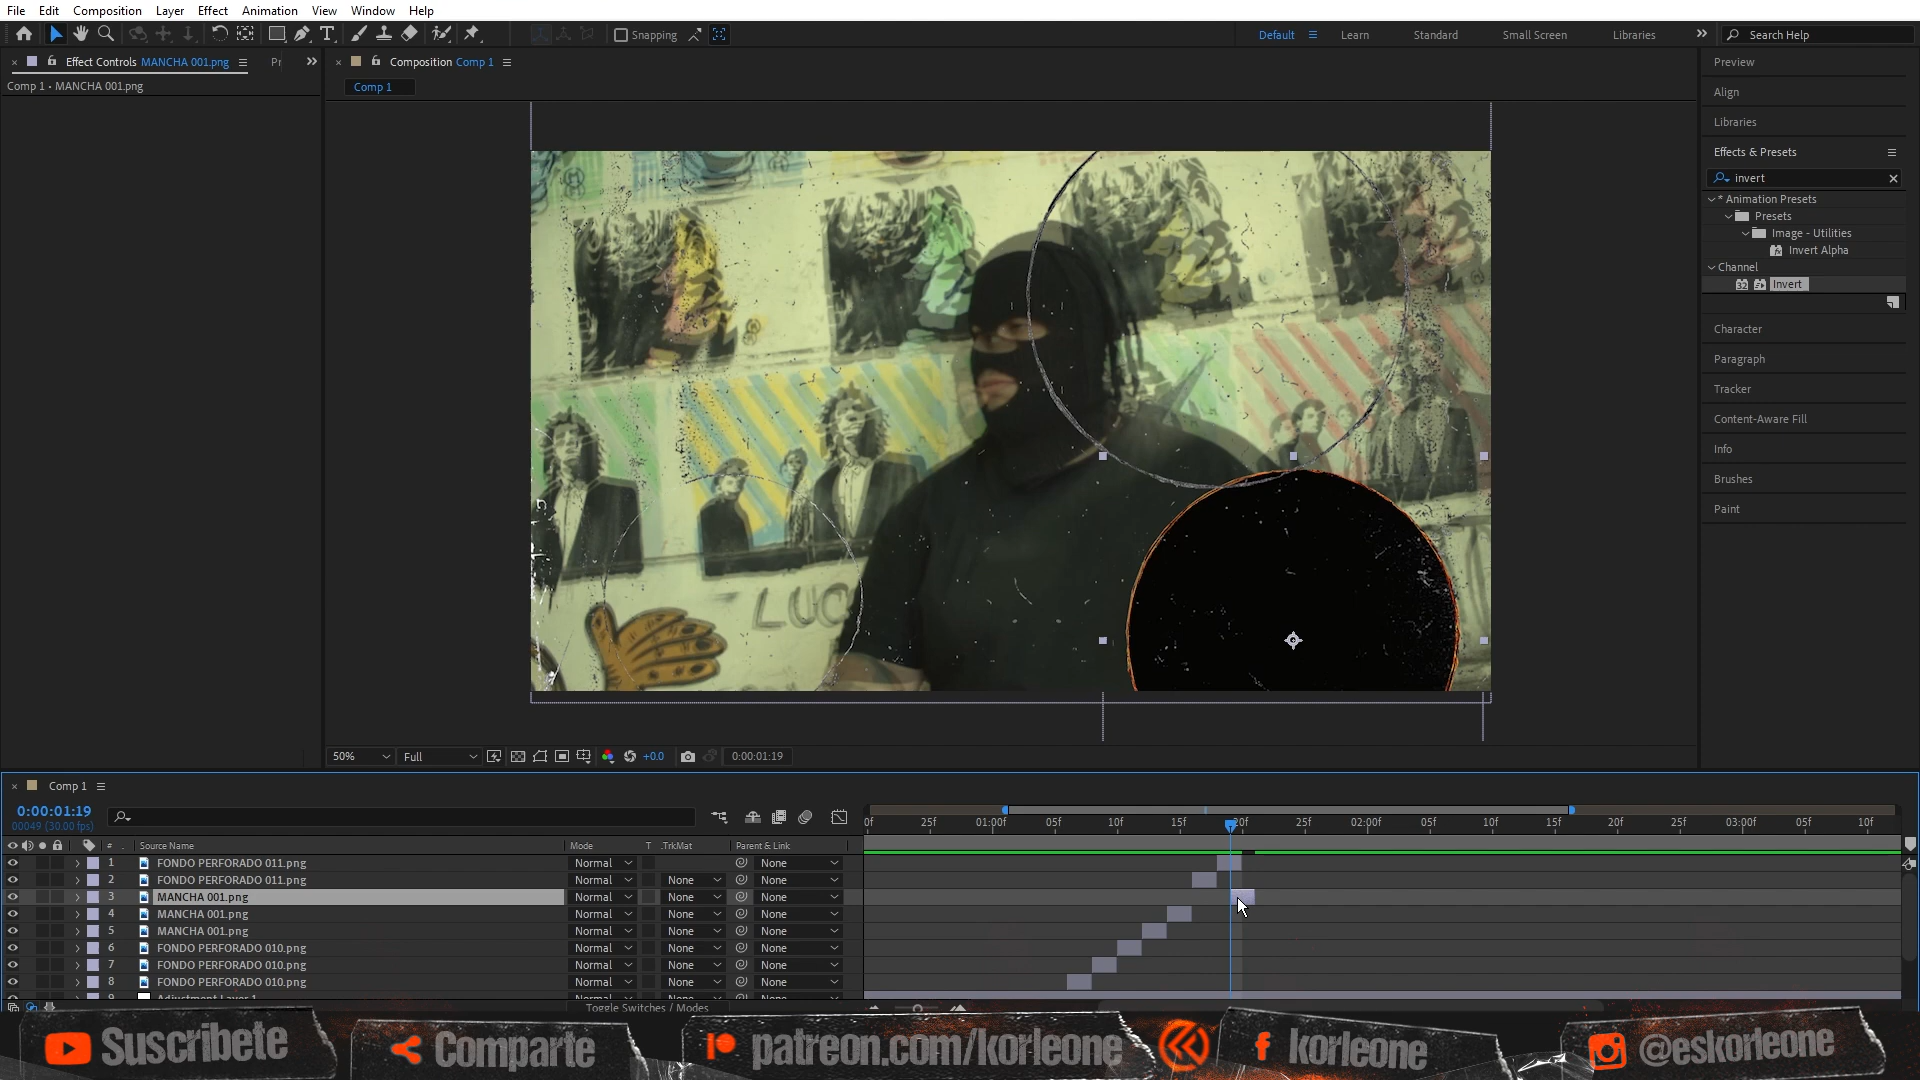 File Edit Composition Layer Effect Animation View Window Help
Snapping
Default Learn Standard Small Screen Libraries
Search Help
Effect Controls MANCHA 001.png
Pr
Comp 1 • MANCHA 001.png
Composition Comp 1
Comp 1
LUC
50% Full +0.0 0:00:01:19
Preview
Align
Libraries
Effects & Presets
invert
* Animation Presets
Presets
Image - Utilities
Invert Alpha
Channel
32 Invert
Character
Paragraph
Tracker
Content-Aware Fill
Info
Brushes
Paint
Comp 1
0:00:01:19
00049 (30.00 fps)
0f 25f 01:00f 05f 10f 15f 20f 25f 02:00f 05f 10f 15f 20f 25f 03:00f 05f 10f
# Source Name Mode T .TrkMat Parent & Link
1 FONDO PERFORADO 011.png Normal None
2 FONDO PERFORADO 011.png Normal None None
3 MANCHA 001.png Normal None None
4 MANCHA 001.png Normal None None
5 MANCHA 001.png Normal None None
6 FONDO PERFORADO 010.png Normal None None
7 FONDO PERFORADO 010.png Normal None None
8 FONDO PERFORADO 010.png Normal None None
9 Adjustment Layer 1
Toggle Switches / Modes
Suscribete Comparte patreon.com/korleone korleone @eskorleone